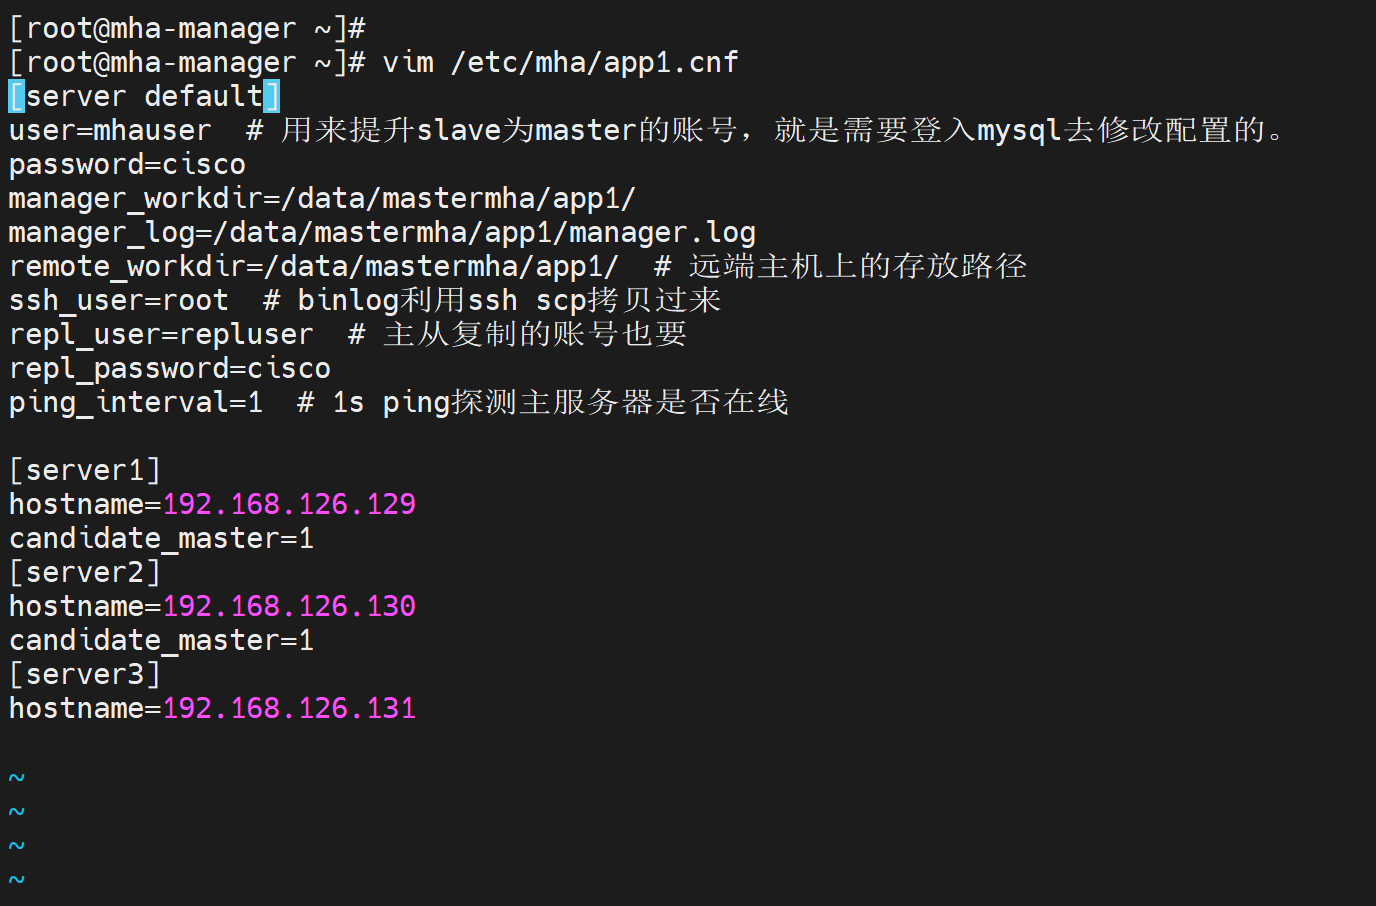 [root@mha-manager ~]#
[root@mha-manager ~]# vim /etc/mha/app1.cnf
[server default]
user=mhauser  # 用来提升slave为master的账号，就是需要登入mysql去修改配置的。
password=cisco
manager_workdir=/data/mastermha/app1/
manager_log=/data/mastermha/app1/manager.log
remote_workdir=/data/mastermha/app1/  # 远端主机上的存放路径
ssh_user=root  # binlog利用ssh scp拷贝过来
repl_user=repluser  # 主从复制的账号也要
repl_password=cisco
ping_interval=1  # 1s ping探测主服务器是否在线
[server1]
hostname=192.168.126.129
candidate_master=1
[server2]
hostname=192.168.126.130
candidate_master=1
[server3]
hostname=192.168.126.131
~
~
~
~